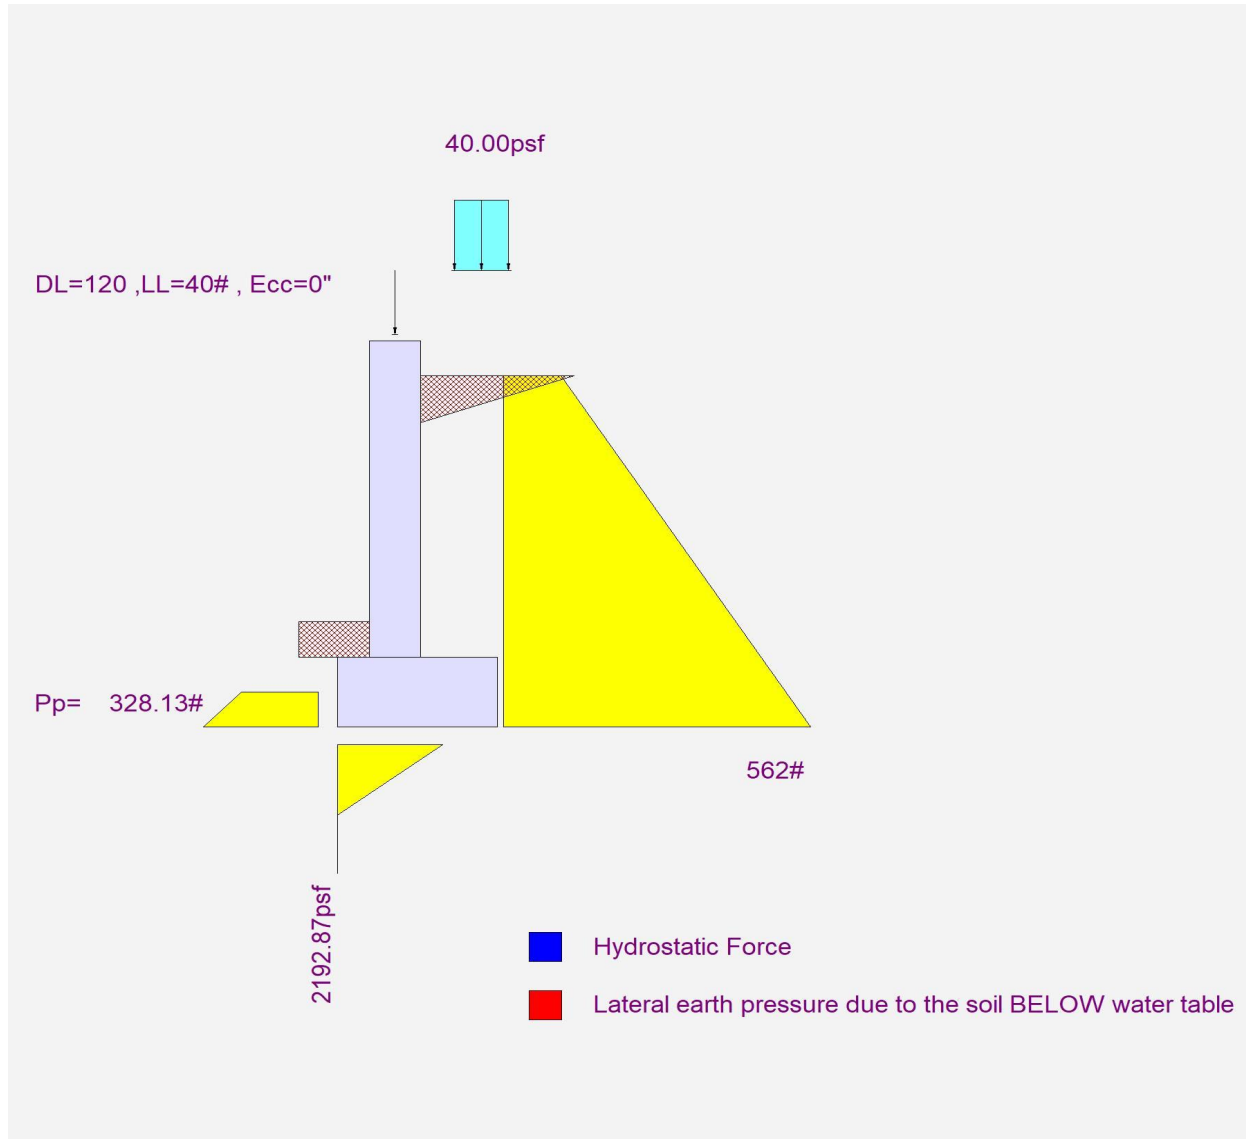 40.00psf
DL=120 ,LL=40# , Ecc=0"
Pp= 328.13#
562#
2192.87psf
Hydrostatic Force
Lateral earth pressure due to the soil BELOW water table